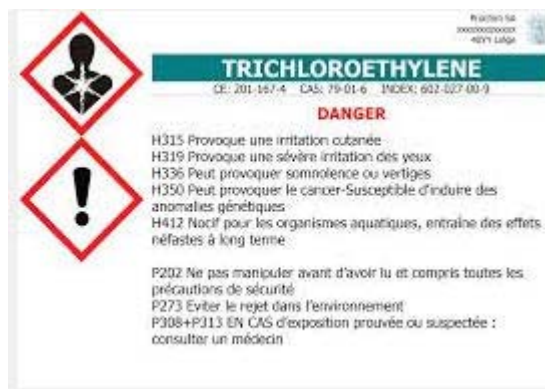 TRICHLOROETHYLENE
CE: 201-167-4 CAS: 79-01-6 INDEX: 602-027-00-9
DANGER
H315 Provoque une irritation cutanée
H319 Provoque une sévère irritation des yeux
H336 Peut provoquer somnolence ou vertiges
H350 Peut provoquer le cancer-Susceptible d'induire des
anomalies génétiques
H412 Nocif pour les organismes aquatiques, entraîne des effets
néfastes à long terme
P202 Ne pas manipuler avant d'avoir lu et compris toutes les
précautions de sécurité
P273 Eviter le rejet dans l'environnement
P308+P313 EN CAS d'exposition prouvée ou suspectée :
consulter un médecin